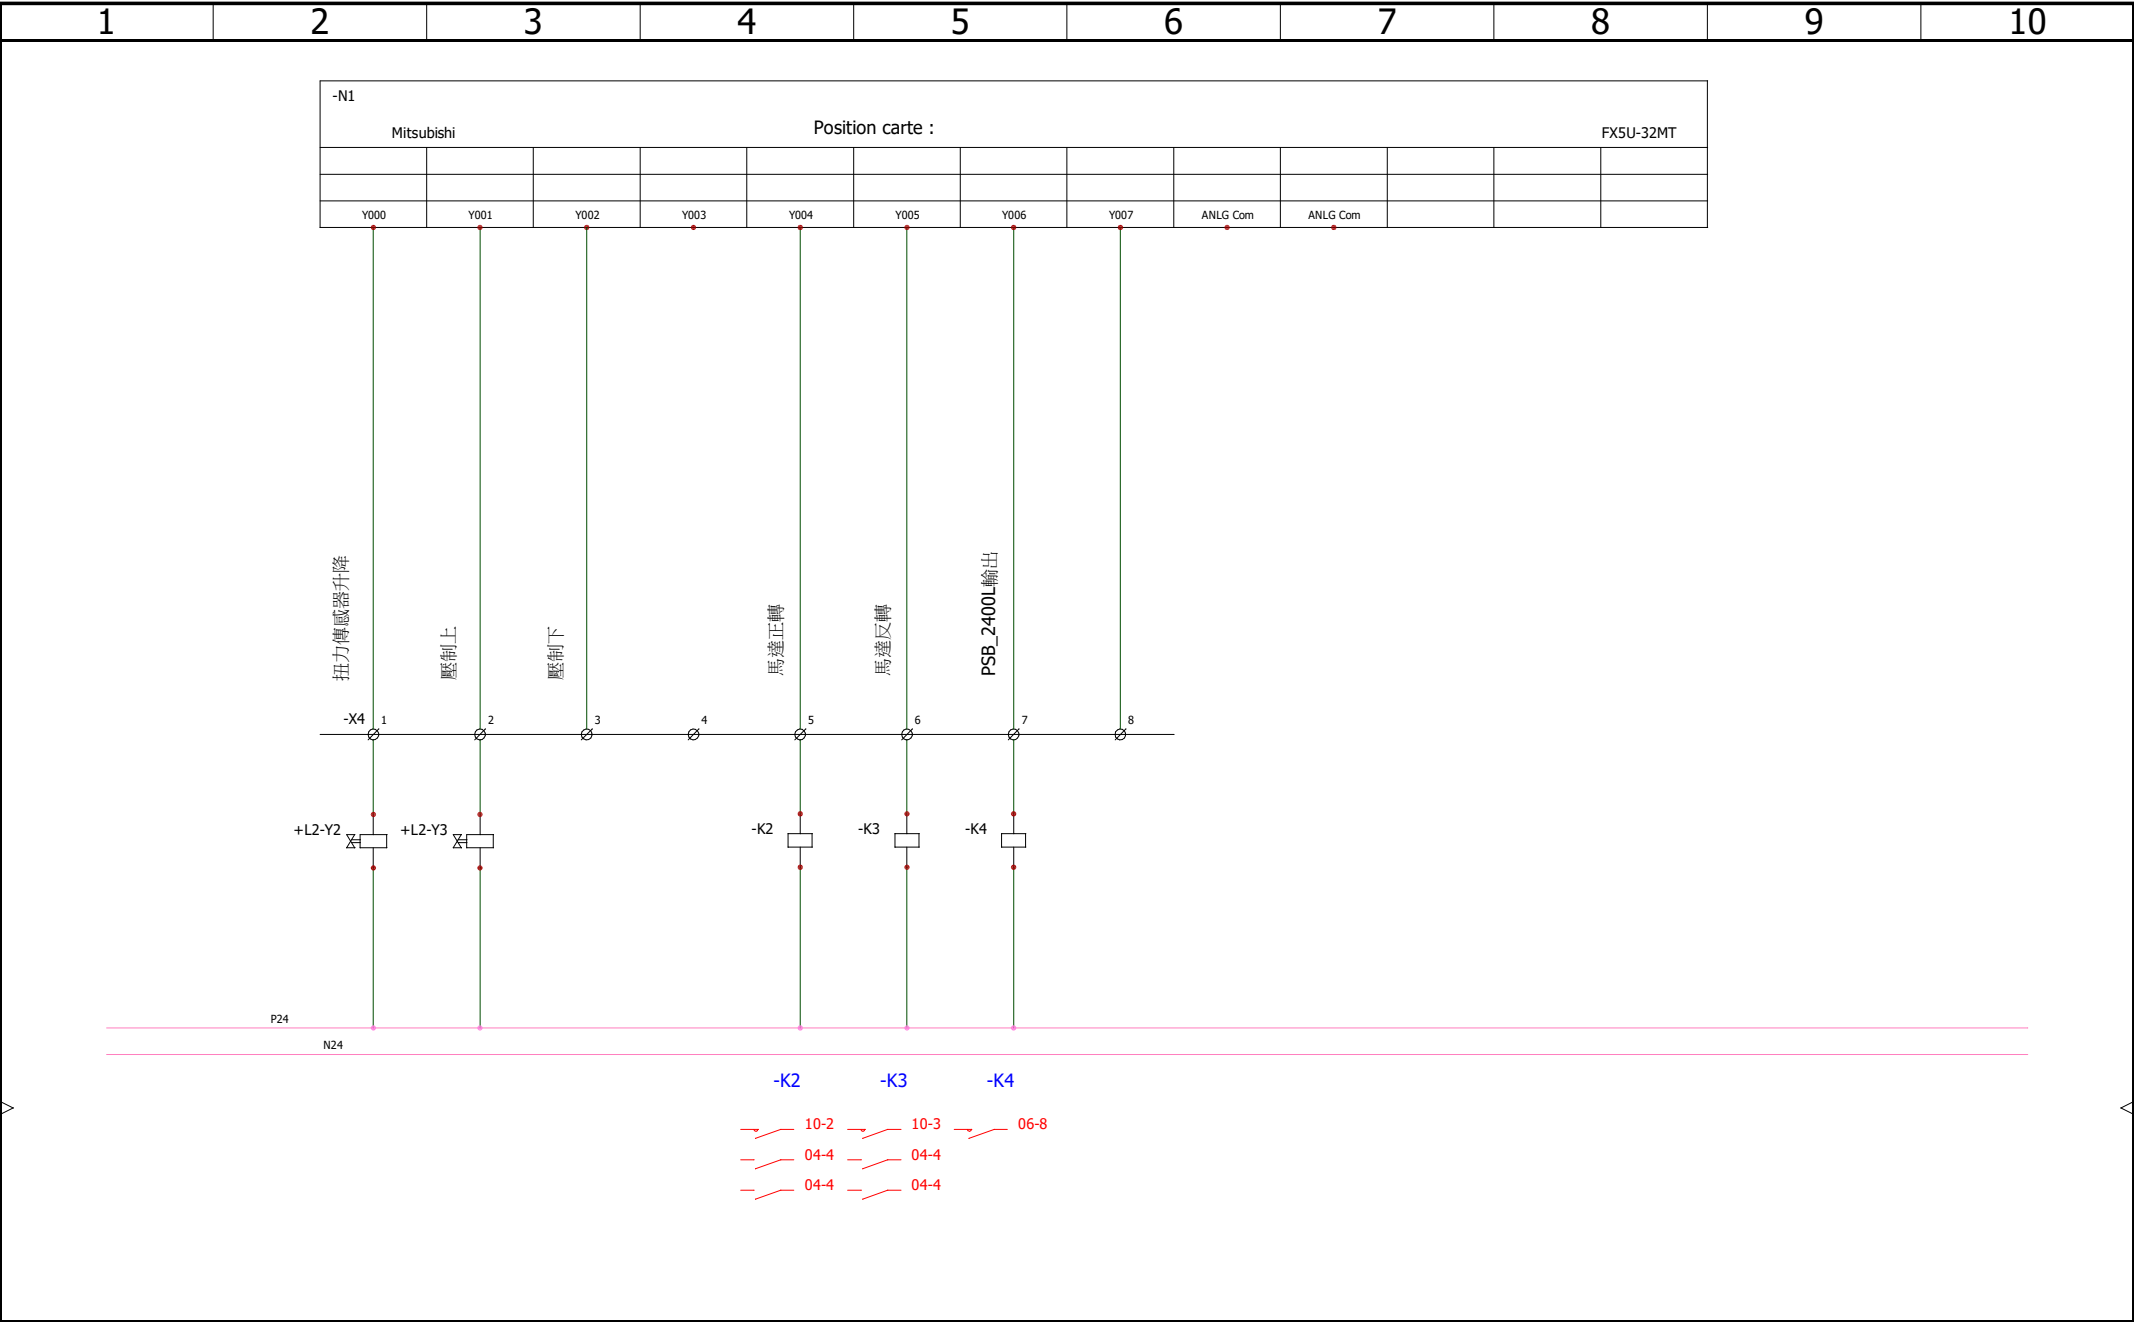 1 2 3 4 5 6 7 8 9 10
-N1
Mitsubishi Position carte : FX5U-32MT
Y000 Y001 Y002 Y003 Y004 Y005 Y006 Y007 ANLG Com ANLG Com
扭力傳感器升降
壓制上
壓制下
馬達正轉
馬達反轉
PSB_2400L輸出
-X4 1 2 3 4 5 6 7 8
+L2-Y2 +L2-Y3 -K2 -K3 -K4
P24
N24
-K2 -K3 -K4
10-2 10-3 06-8
04-4 04-4
04-4 04-4